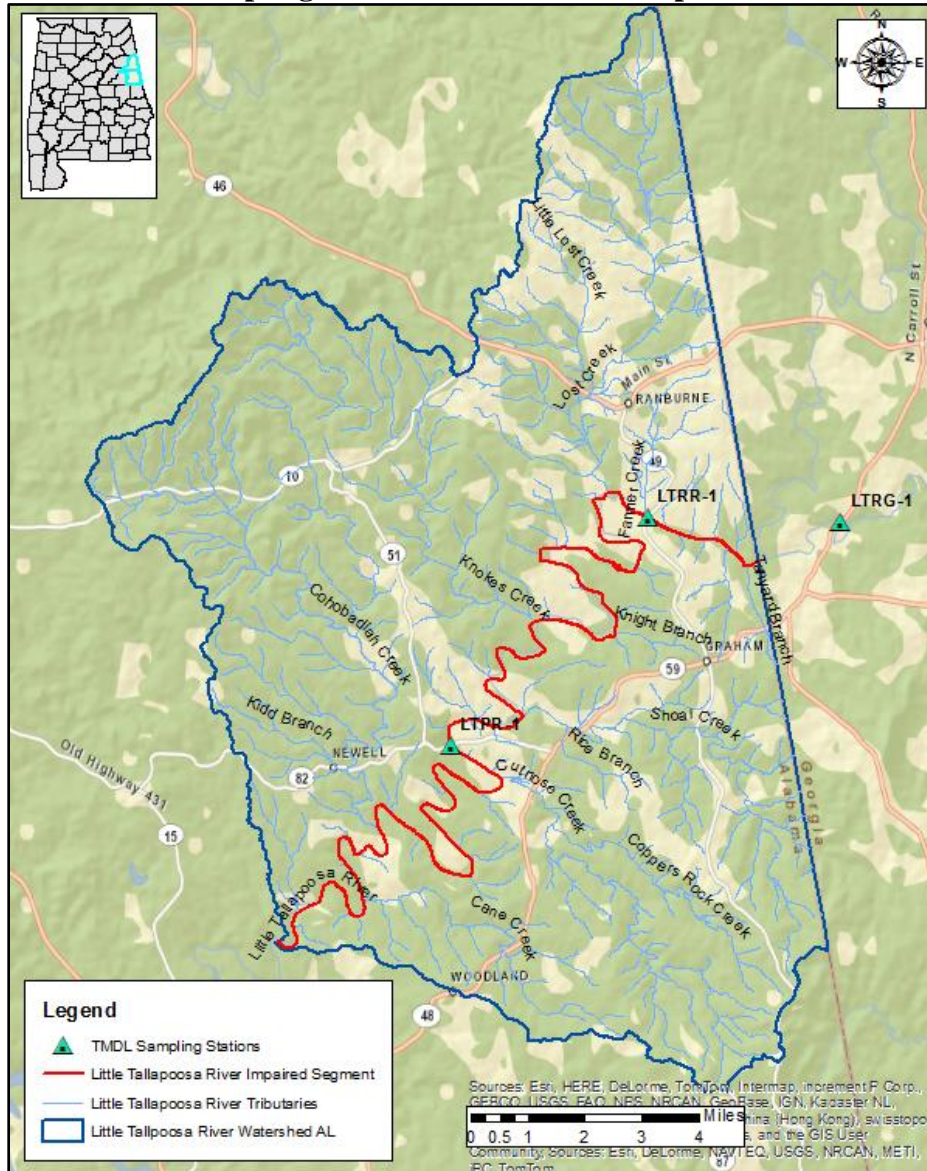 N
W E
S
46
N Carroll St
Little Lost Creek
Lost Creek
Main St
RANBURNE
49
LTRR-1
LTRG-1
Fanner Creek
10
51
Knokes Creek
Cohobadiah Creek
Tanyard Branch
Knight Branch
GRAHAM
59
Kidd Branch
Shoal Creek
LTPR-1
NEWELL
Rice Branch
82
Cutnose Creek
Old Highway 431
15
Georgia
Alabama
Coppers Rock Creek
Little Tallapoosa River
Cane Creek
WOODLAND
48
Legend
TMDL Sampling Stations
Little Tallapoosa River Impaired Segment
Little Tallapoosa River Tributaries
Little Tallpoosa River Watershed AL
Sources: Esri, HERE, DeLorme, TomTom, Intermap, increment P Corp.,
GEBCO, USGS, FAO, NPS, NRCAN, GeoBase, IGN, Kadaster NL,
Miles
hina (Hong Kong), swisstopo
0 0.5 1 2 3 4
s, and the GIS User
Community, Sources: Esri, DeLorme, NAVTEQ, USGS, NRCAN, METI,
iPC, TomTom
87